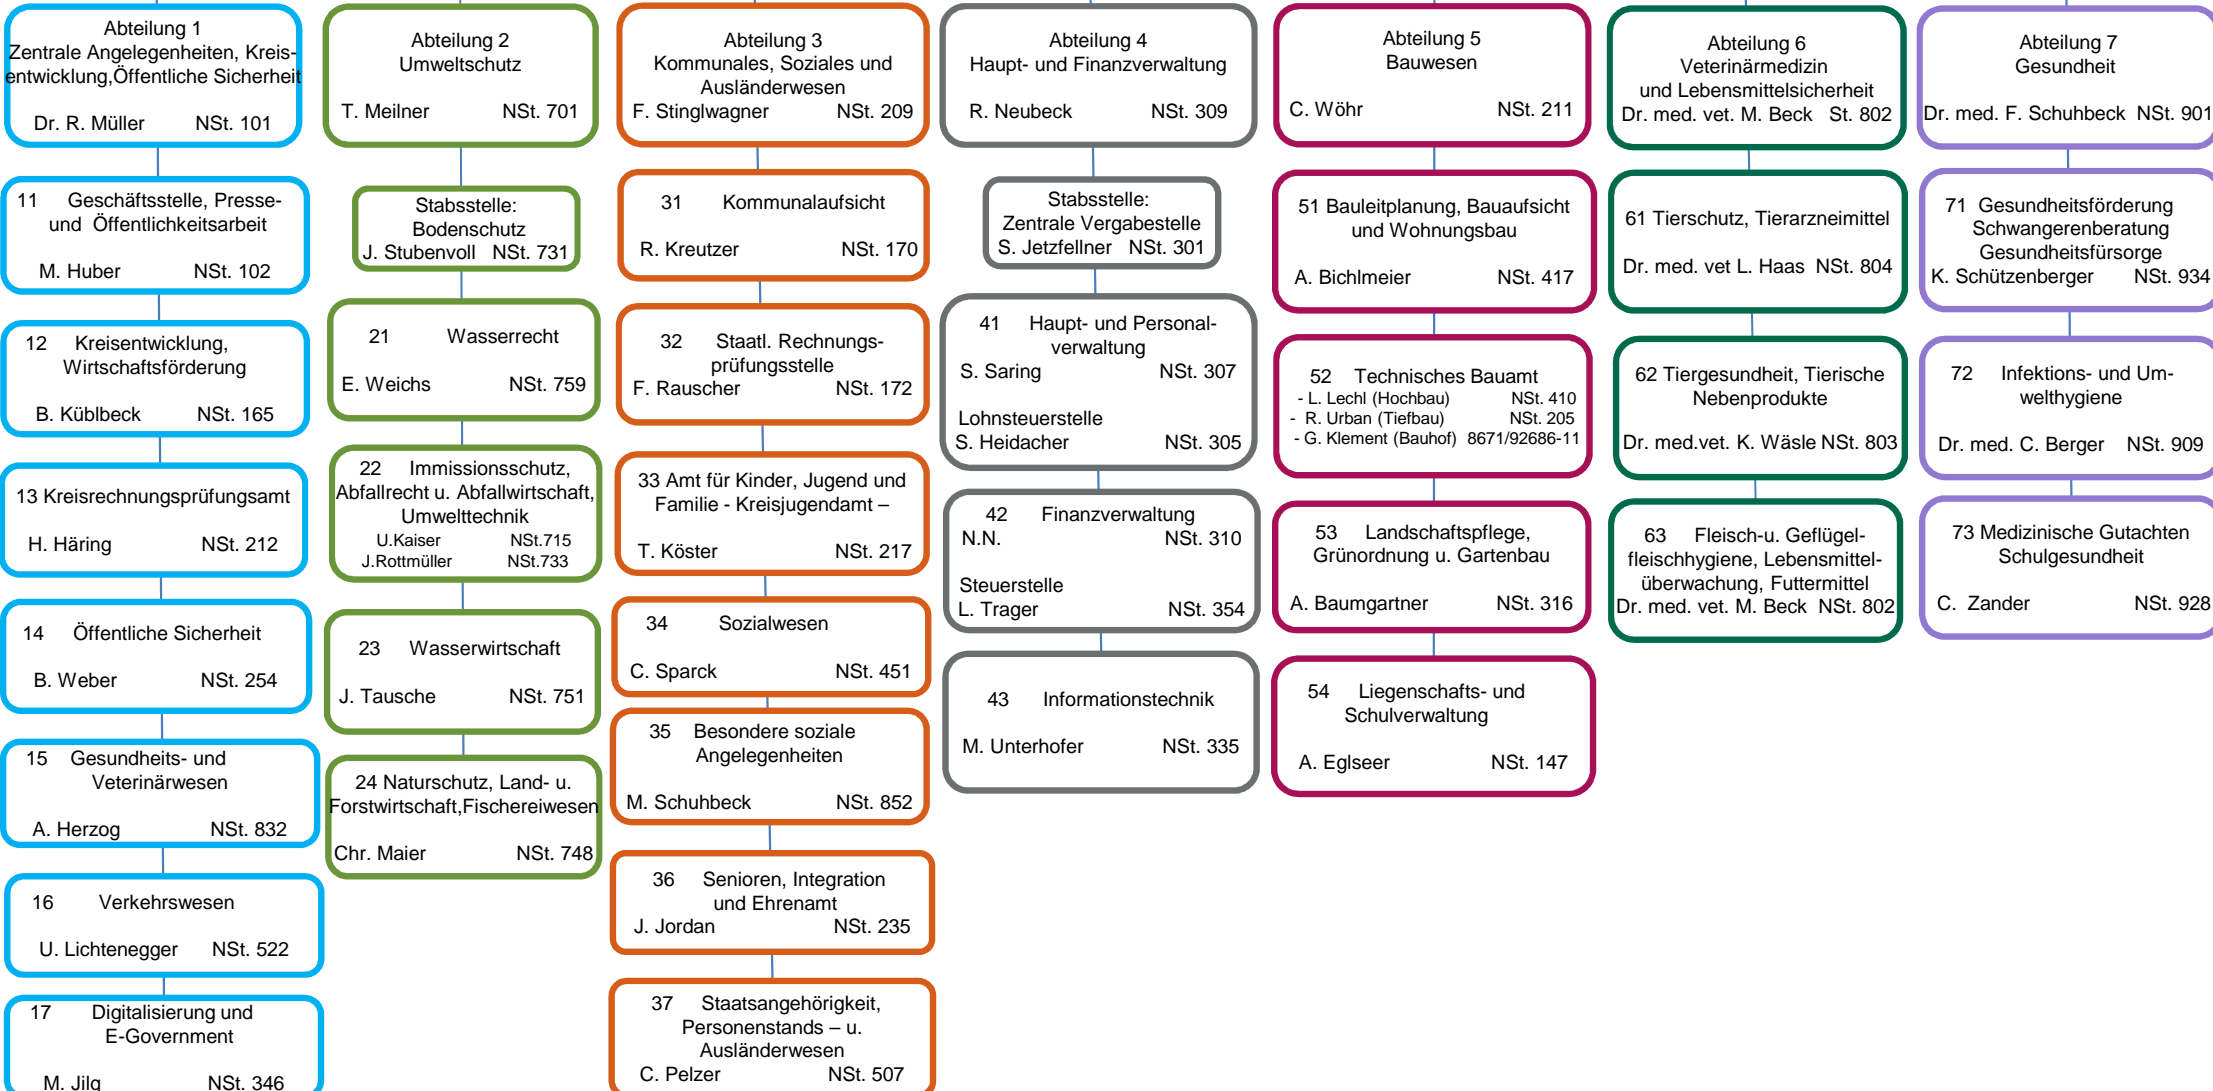 Abteilung 1
Zentrale Angelegenheiten, Kreis-
entwicklung,Öffentliche Sicherheit
Dr. R. Müller NSt. 101
11 Geschäftsstelle, Presse-
und Öffentlichkeitsarbeit
M. Huber NSt. 102
12 Kreisentwicklung,
Wirtschaftsförderung
B. Küblbeck NSt. 165
13 Kreisrechnungsprüfungsamt
H. Häring NSt. 212
14 Öffentliche Sicherheit
B. Weber NSt. 254
15 Gesundheits- und
Veterinärwesen
A. Herzog NSt. 832
16 Verkehrswesen
U. Lichtenegger NSt. 522
17 Digitalisierung und
E-Government
M. Jilg NSt. 346
Abteilung 2
Umweltschutz
T. Meilner NSt. 701
Stabsstelle:
Bodenschutz
J. Stubenvoll NSt. 731
21 Wasserrecht
E. Weichs NSt. 759
22 Immissionsschutz,
Abfallrecht u. Abfallwirtschaft,
Umwelttechnik
U.Kaiser NSt.715
J.Rottmüller NSt.733
23 Wasserwirtschaft
J. Tausche NSt. 751
24 Naturschutz, Land- u.
Forstwirtschaft,Fischereiwesen
Chr. Maier NSt. 748
Abteilung 3
Kommunales, Soziales und
Ausländerwesen
F. Stinglwagner NSt. 209
31 Kommunalaufsicht
R. Kreutzer NSt. 170
32 Staatl. Rechnungs-
prüfungsstelle
F. Rauscher NSt. 172
33 Amt für Kinder, Jugend und
Familie - Kreisjugendamt –
T. Köster NSt. 217
34 Sozialwesen
C. Sparck NSt. 451
35 Besondere soziale
Angelegenheiten
M. Schuhbeck NSt. 852
36 Senioren, Integration
und Ehrenamt
J. Jordan NSt. 235
37 Staatsangehörigkeit,
Personenstands – u.
Ausländerwesen
C. Pelzer NSt. 507
Abteilung 4
Haupt- und Finanzverwaltung
R. Neubeck NSt. 309
Stabsstelle:
Zentrale Vergabestelle
S. Jetzfellner NSt. 301
41 Haupt- und Personal-
verwaltung
S. Saring NSt. 307
Lohnsteuerstelle
S. Heidacher NSt. 305
42 Finanzverwaltung
N.N. NSt. 310
Steuerstelle
L. Trager NSt. 354
43 Informationstechnik
M. Unterhofer NSt. 335
Abteilung 5
Bauwesen
C. Wöhr NSt. 211
51 Bauleitplanung, Bauaufsicht
und Wohnungsbau
A. Bichlmeier NSt. 417
52 Technisches Bauamt
- L. Lechl (Hochbau) NSt. 410
- R. Urban (Tiefbau) NSt. 205
- G. Klement (Bauhof) 8671/92686-11
53 Landschaftspflege,
Grünordnung u. Gartenbau
A. Baumgartner NSt. 316
54 Liegenschafts- und
Schulverwaltung
A. Eglseer NSt. 147
Abteilung 6
Veterinärmedizin
und Lebensmittelsicherheit
Dr. med. vet. M. Beck St. 802
61 Tierschutz, Tierarzneimittel
Dr. med. vet L. Haas NSt. 804
62 Tiergesundheit, Tierische
Nebenprodukte
Dr. med.vet. K. Wäsle NSt. 803
63 Fleisch-u. Geflügel-
fleischhygiene, Lebensmittel-
überwachung, Futtermittel
Dr. med. vet. M. Beck NSt. 802
Abteilung 7
Gesundheit
Dr. med. F. Schuhbeck NSt. 901
71 Gesundheitsförderung
Schwangerenberatung
Gesundheitsfürsorge
K. Schützenberger NSt. 934
72 Infektions- und Um-
welthygiene
Dr. med. C. Berger NSt. 909
73 Medizinische Gutachten
Schulgesundheit
C. Zander NSt. 928